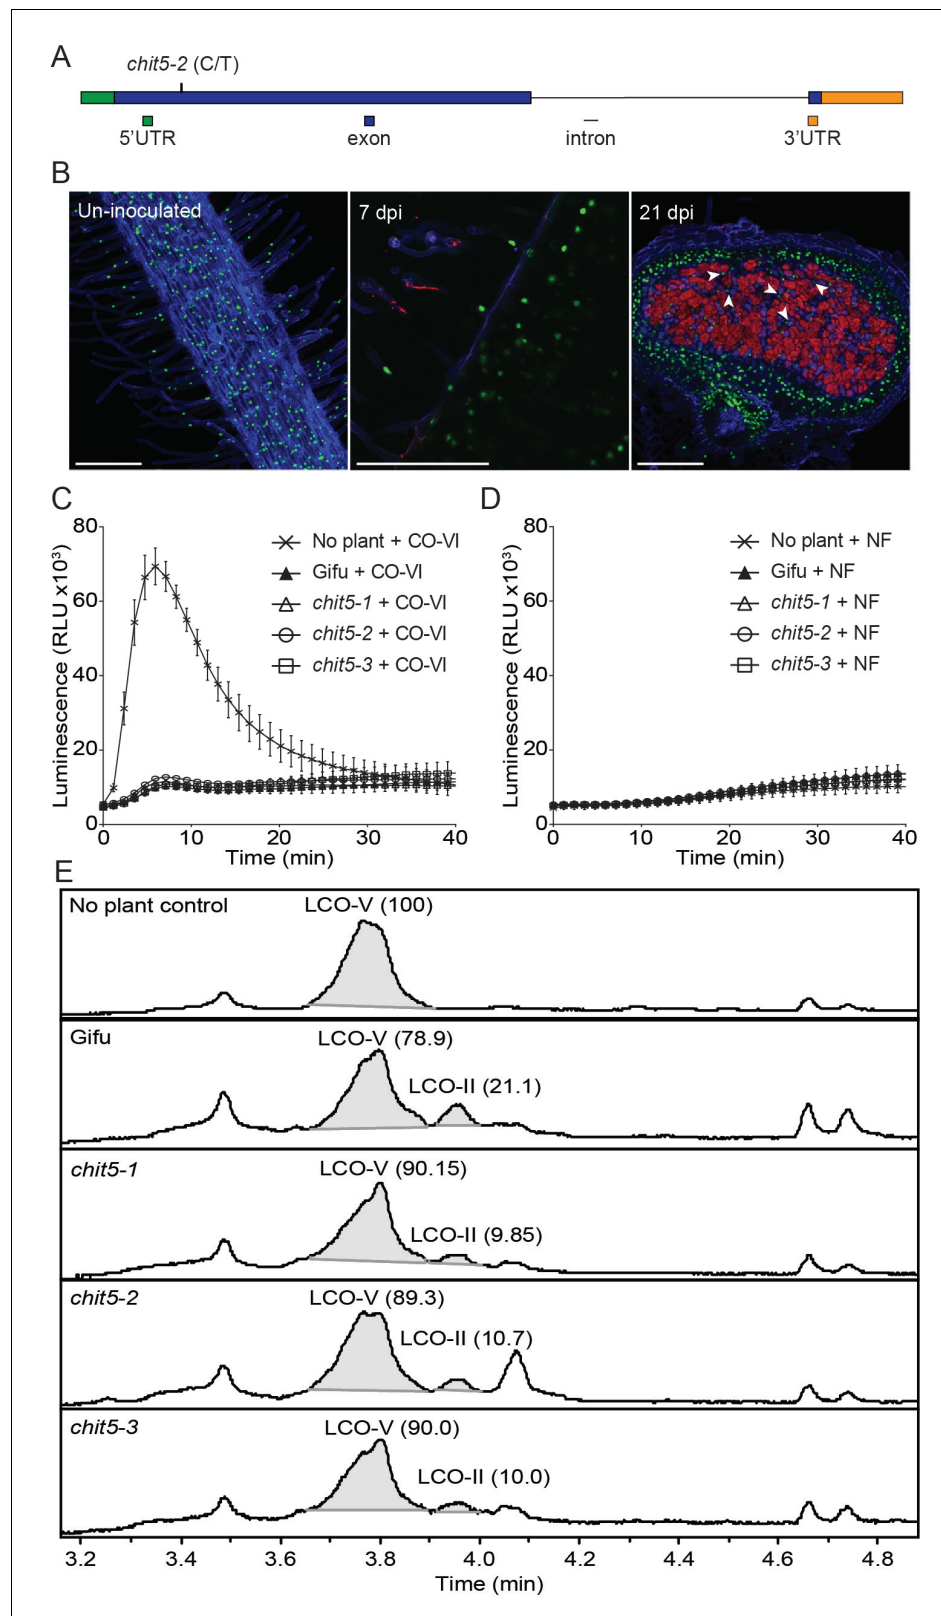 A
chit5-2 (C/T)
5'UTR exon intron 3'UTR
B
Un-inoculated 7 dpi 21 dpi
C
80
60
40
20
0
Luminescence (RLU x10³)
No plant + CO-VI
Gifu + CO-VI
chit5-1 + CO-VI
chit5-2 + CO-VI
chit5-3 + CO-VI
0 10 20 30 40
Time (min)
D
80
60
40
20
0
Luminescence (RLU x10³)
No plant + NF
Gifu + NF
chit5-1 + NF
chit5-2 + NF
chit5-3 + NF
0 10 20 30 40
Time (min)
E
No plant control
LCO-V (100)
Gifu
LCO-V (78.9)
LCO-II (21.1)
chit5-1
LCO-V (90.15)
LCO-II (9.85)
chit5-2
LCO-V (89.3)
LCO-II (10.7)
chit5-3
LCO-V (90.0)
LCO-II (10.0)
3.2 3.4 3.6 3.8 4.0 4.2 4.4 4.6 4.8
Time (min)